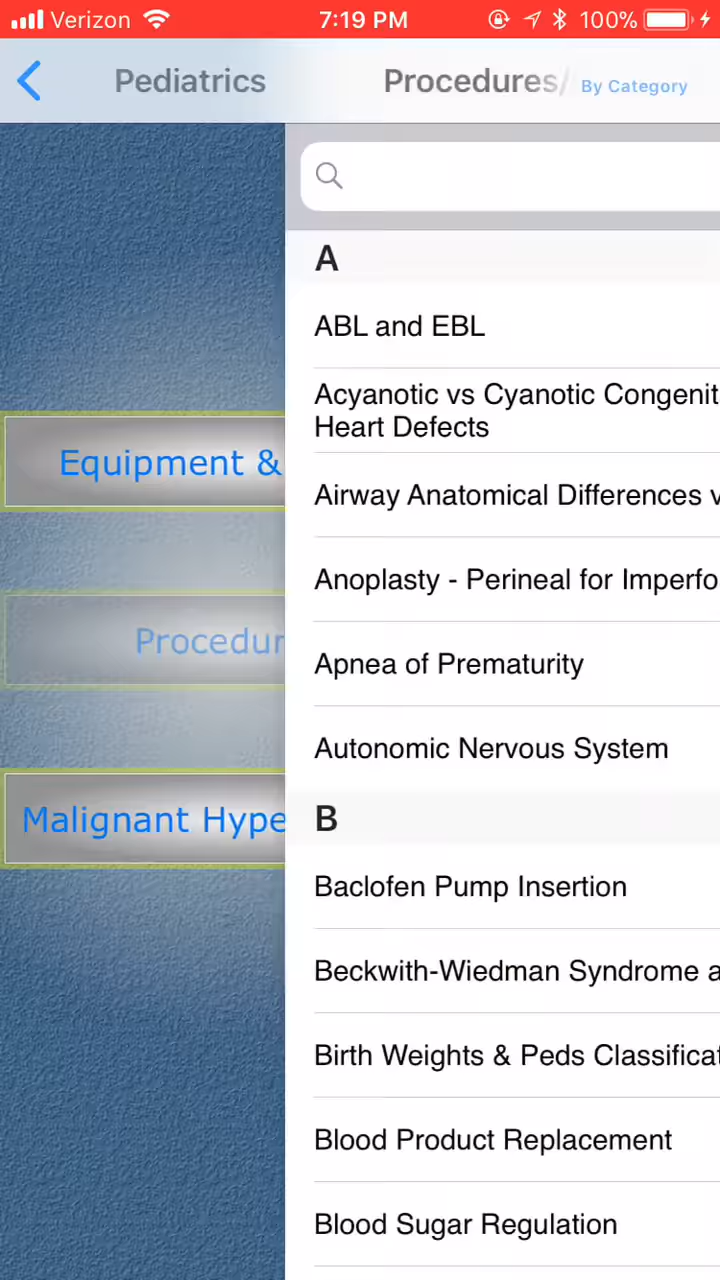 Verizon 7:19 PM 100%
Pediatrics Procedures/ By Category
Equipment &
Procedur
Malignant Hype
A
ABL and EBL
Acyanotic vs Cyanotic Congenit
Heart Defects
Airway Anatomical Differences v
Anoplasty - Perineal for Imperfo
Apnea of Prematurity
Autonomic Nervous System
B
Baclofen Pump Insertion
Beckwith-Wiedman Syndrome a
Birth Weights & Peds Classificat
Blood Product Replacement
Blood Sugar Regulation